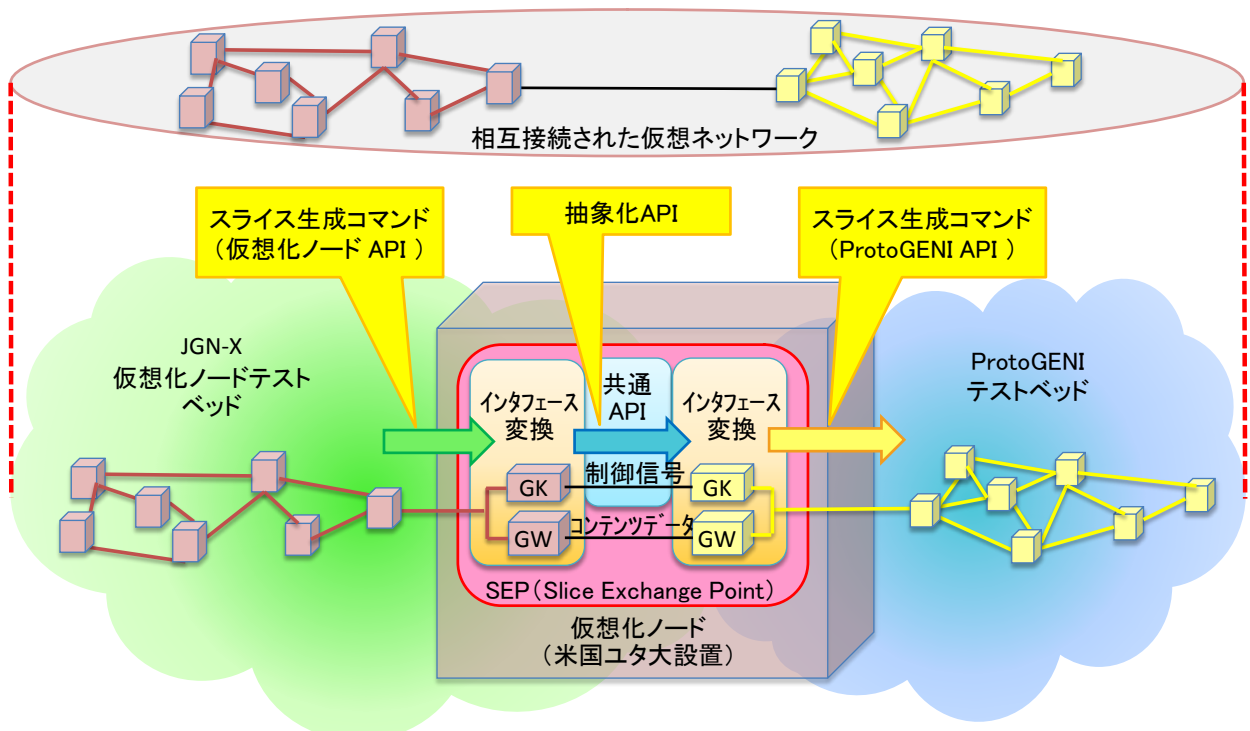 相互接続された仮想ネットワーク
スライス生成コマンド
（仮想化ノード API ）
抽象化API
スライス生成コマンド
（ProtoGENI API ）
JGN-X
仮想化ノードテスト
ベッド
ProtoGENI
テストベッド
インタフェース
変換
共通
API
インタフェース
変換
制御信号
GK
GK
コンテンツデータ
GW
GW
SEP（Slice Exchange Point）
仮想化ノード
（米国ユタ大設置）